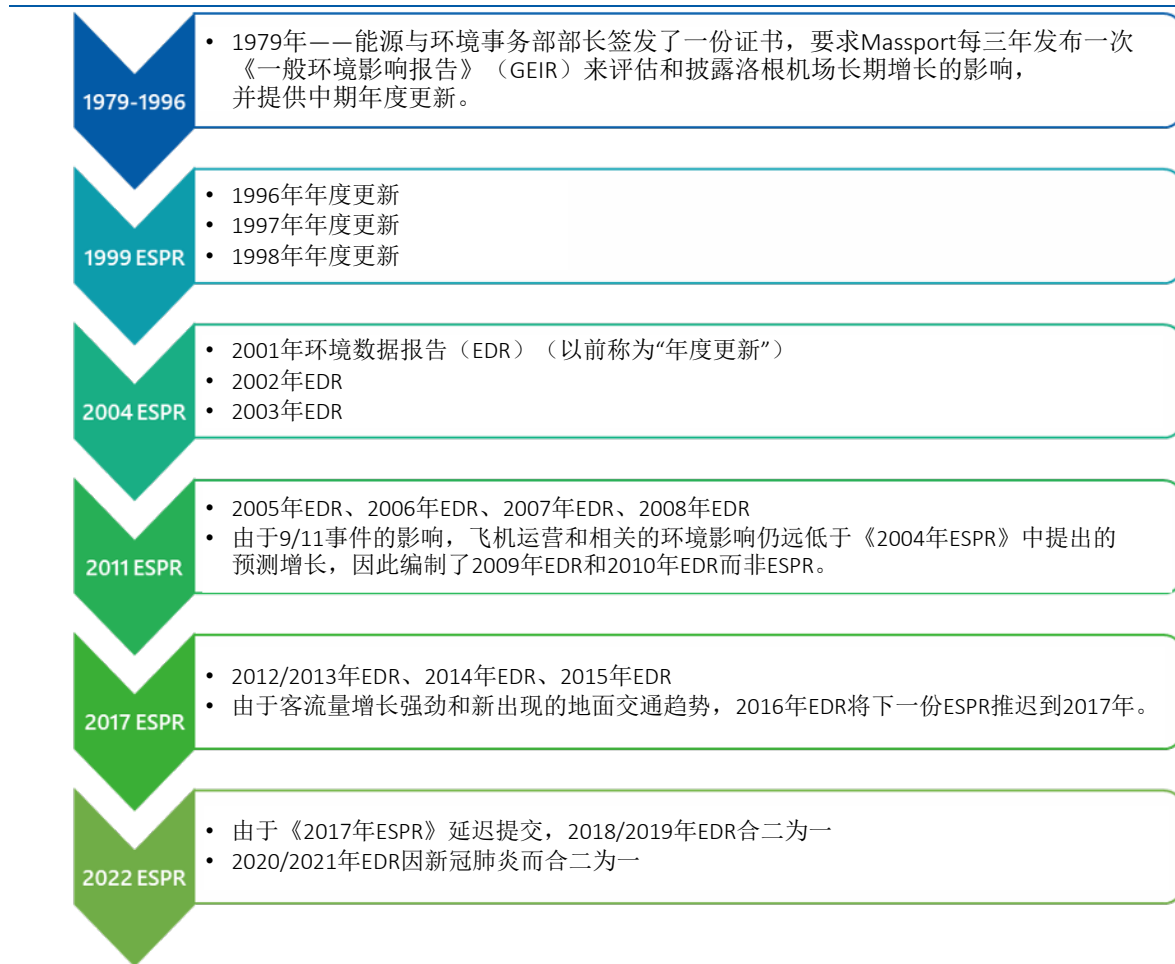 • 1979年——能源与环境事务部部长签发了一份证书，要求Massport每三年发布一次
《一般环境影响报告》（GEIR）来评估和披露洛根机场长期增长的影响，
并提供中期年度更新。
1979-1996
• 1996年年度更新
• 1997年年度更新
• 1998年年度更新
1999 ESPR
• 2001年环境数据报告（EDR）（以前称为“年度更新”）
• 2002年EDR
• 2003年EDR
2004 ESPR
• 2005年EDR、2006年EDR、2007年EDR、2008年EDR
• 由于9/11事件的影响，飞机运营和相关的环境影响仍远低于《2004年ESPR》中提出的
预测增长，因此编制了2009年EDR和2010年EDR而非ESPR。
2011 ESPR
• 2012/2013年EDR、2014年EDR、2015年EDR
• 由于客流量增长强劲和新出现的地面交通趋势，2016年EDR将下一份ESPR推迟到2017年。
2017 ESPR
• 由于《2017年ESPR》延迟提交，2018/2019年EDR合二为一
• 2020/2021年EDR因新冠肺炎而合二为一
2022 ESPR